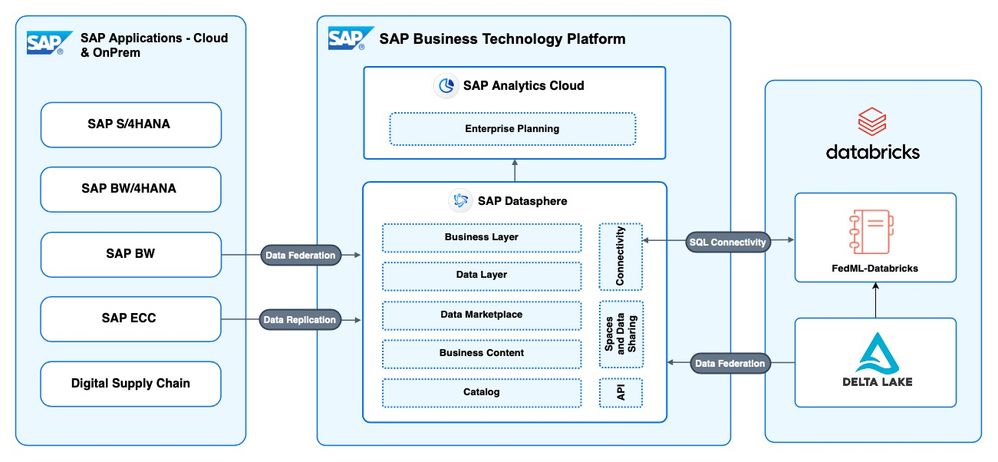 SAP
SAP Applications - Cloud
& OnPrem
SAP S/4HANA
SAP BW/4HANA
SAP BW
SAP ECC
Digital Supply Chain
Data Federation
Data Replication
SAP
SAP Business Technology Platform
SAP Analytics Cloud
Enterprise Planning
SAP Datasphere
Business Layer
Data Layer
Data Marketplace
Business Content
Catalog
Connectivity
Spaces
and Data
Sharing
API
SQL Connectivity
Data Federation
databricks
FedML-Databricks
DELTA LAKE